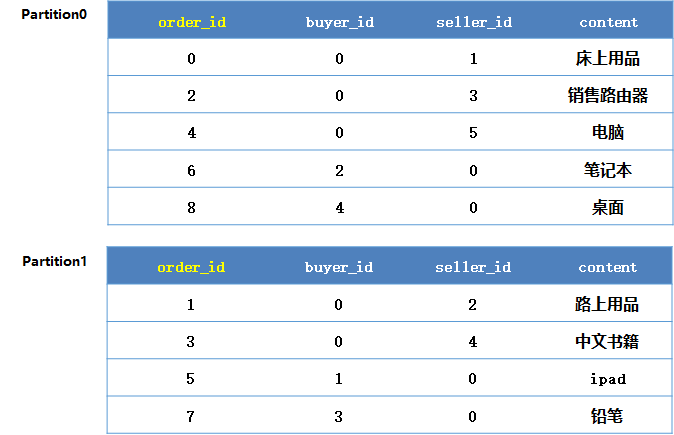 Partition0
order_id buyer_id seller_id content
0 0 1 床上用品
2 0 3 销售路由器
4 0 5 电脑
6 2 0 笔记本
8 4 0 桌面
Partition1
order_id buyer_id seller_id content
1 0 2 路上用品
3 0 4 中文书籍
5 1 0 ipad
7 3 0 铅笔